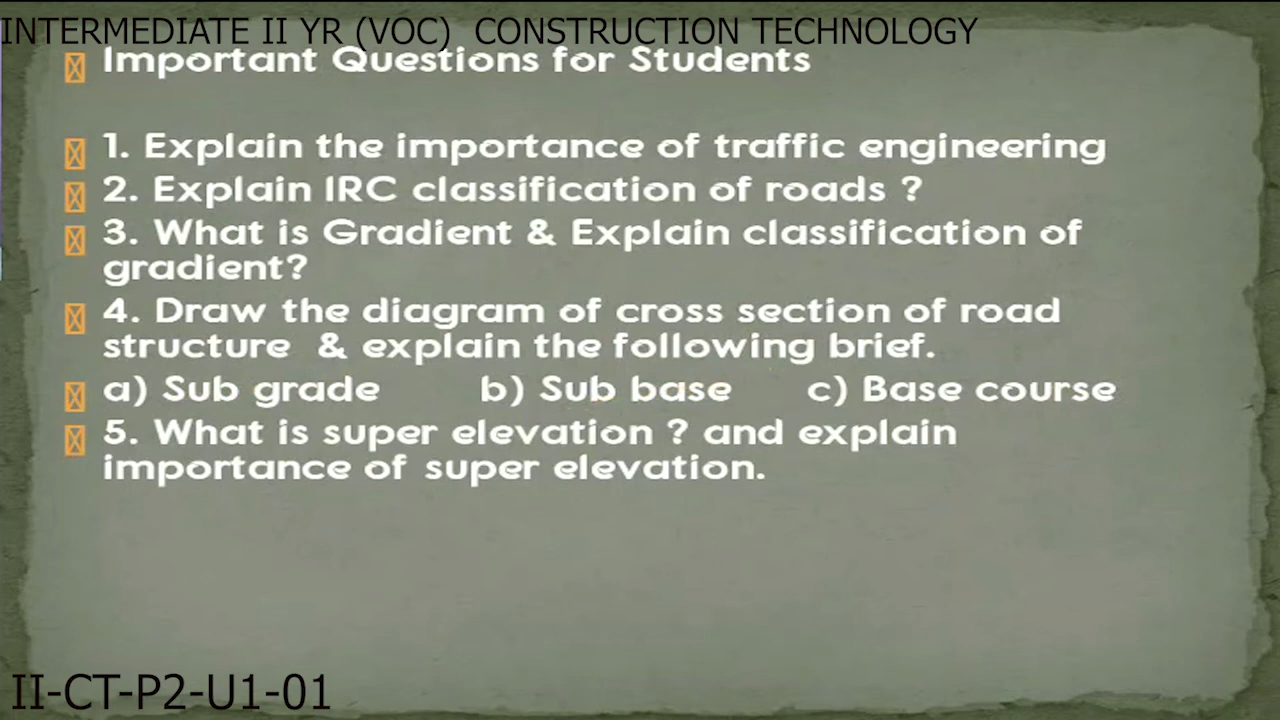 INTERMEDIATE II YR (VOC) CONSTRUCTION TECHNOLOGY
Important Questions for Students
1. Explain the importance of traffic engineering
2. Explain IRC classification of roads ?
3. What is Gradient & Explain classification of
gradient?
4. Draw the diagram of cross section of road
structure & explain the following brief.
a) Sub grade b) Sub base c) Base course
5. What is super elevation ? and explain
importance of super elevation.
II-CT-P2-U1-01